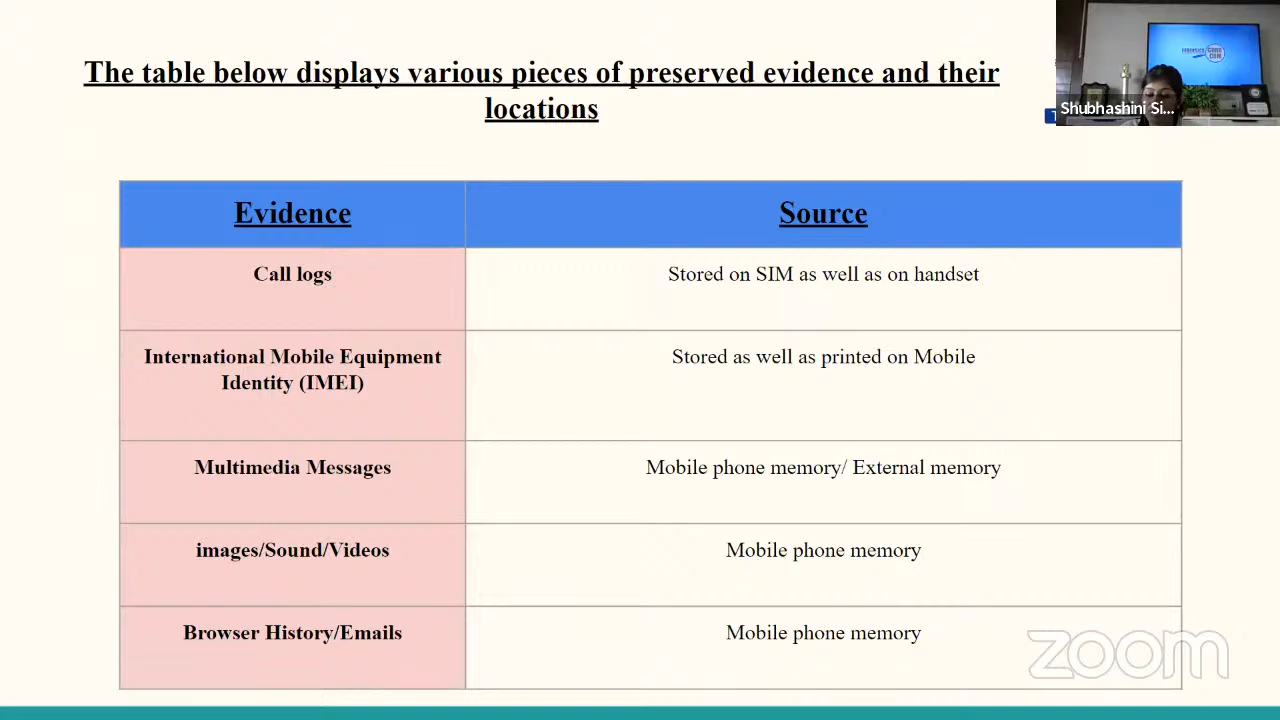 The table below displays various pieces of preserved evidence and their
locations
Shubhashini Si...
Evidence
Source
Call logs
Stored on SIM as well as on handset
International Mobile Equipment
Identity (IMEI)
Stored as well as printed on Mobile
Multimedia Messages
Mobile phone memory/ External memory
images/Sound/Videos
Mobile phone memory
Browser History/Emails
Mobile phone memory
zoom